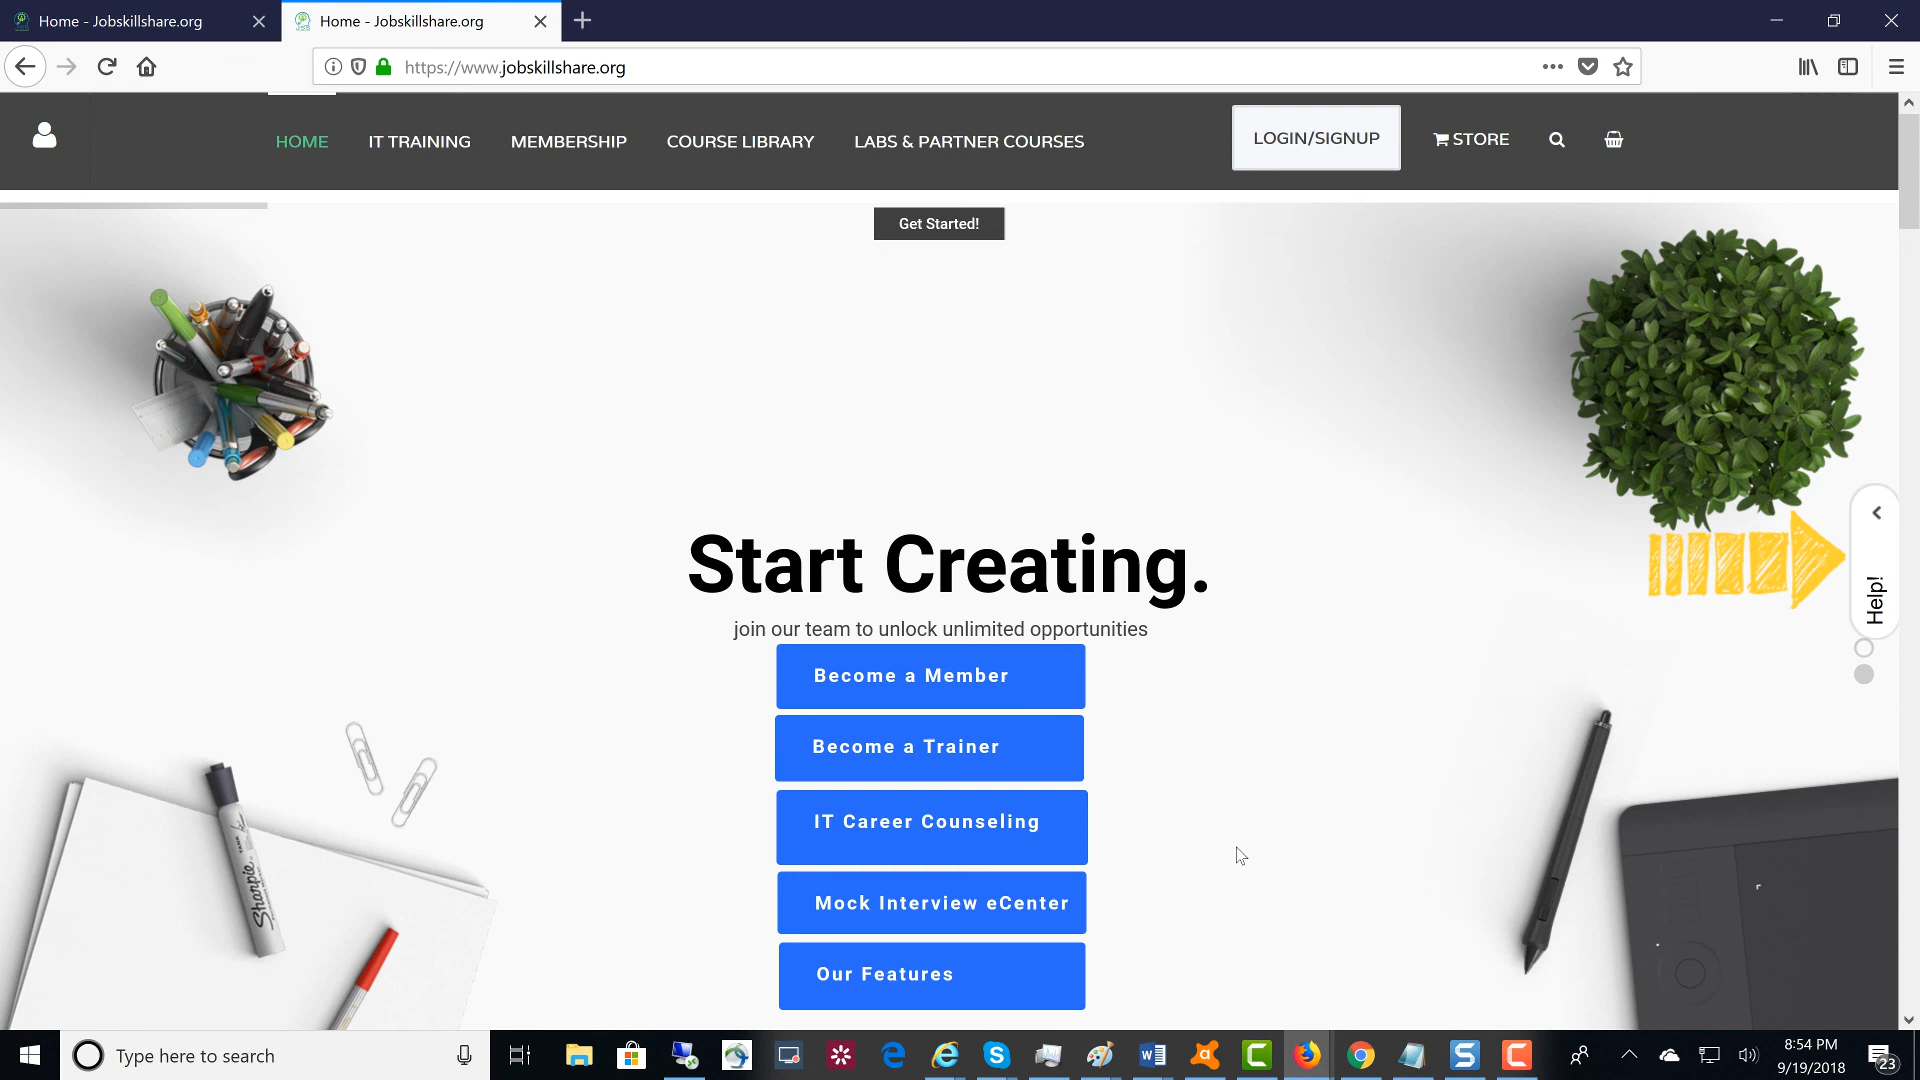 Home - Jobskillshare.org
Home - Jobskillshare.org
https://www.jobskillshare.org
HOME
IT TRAINING
MEMBERSHIP
COURSE LIBRARY
LABS & PARTNER COURSES
LOGIN/SIGNUP
STORE
Get Started!
Start Creating.
join our team to unlock unlimited opportunities
Become a Member
Become a Trainer
IT Career Counseling
Mock Interview eCenter
Our Features
Help!
Sharpie
Type here to search
8:54 PM
9/19/2018
23